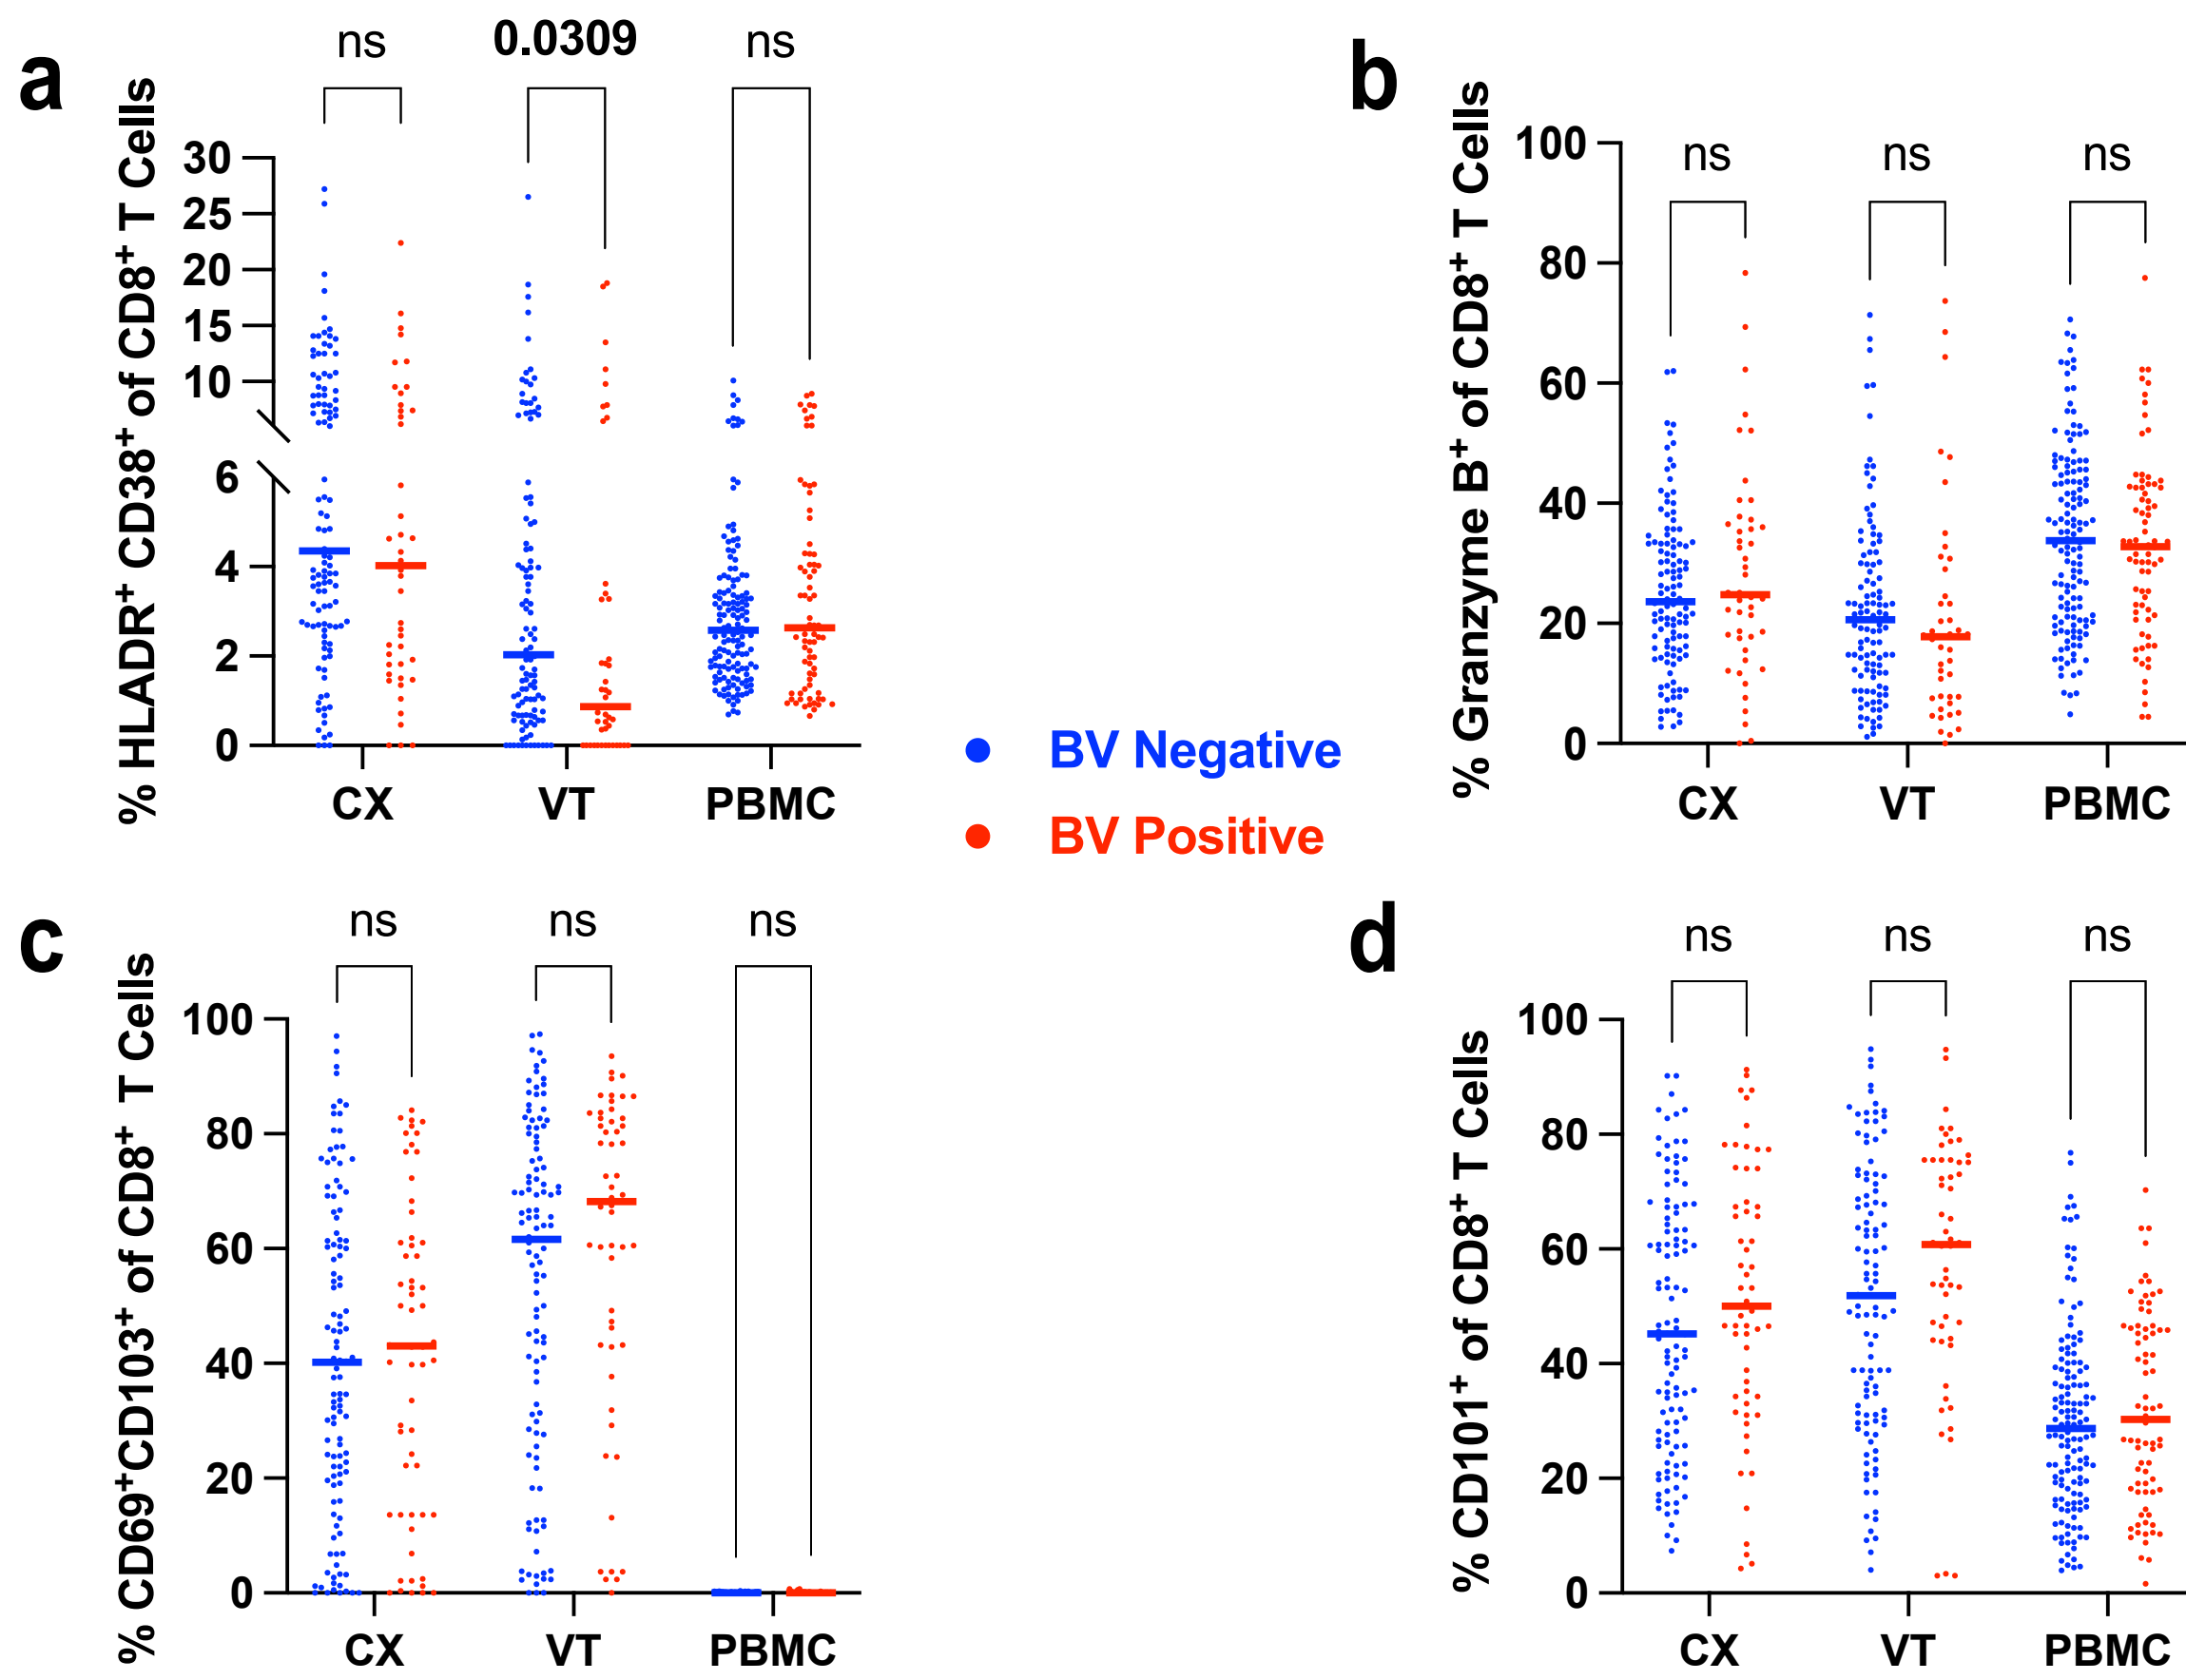 a
ns 0.0309 ns
% HLADR+ CD38+ of CD8+ T Cells
30
25
20
15
10
6
4
2
0
CX VT PBMC
BV Negative
BV Positive
b
ns ns ns
% Granzyme B+ of CD8+ T Cells
100
80
60
40
20
0
CX VT PBMC
c
ns ns ns
% CD69+CD103+ of CD8+ T Cells
100
80
60
40
20
0
CX VT PBMC
d
ns ns ns
% CD101+ of CD8+ T Cells
100
80
60
40
20
0
CX VT PBMC